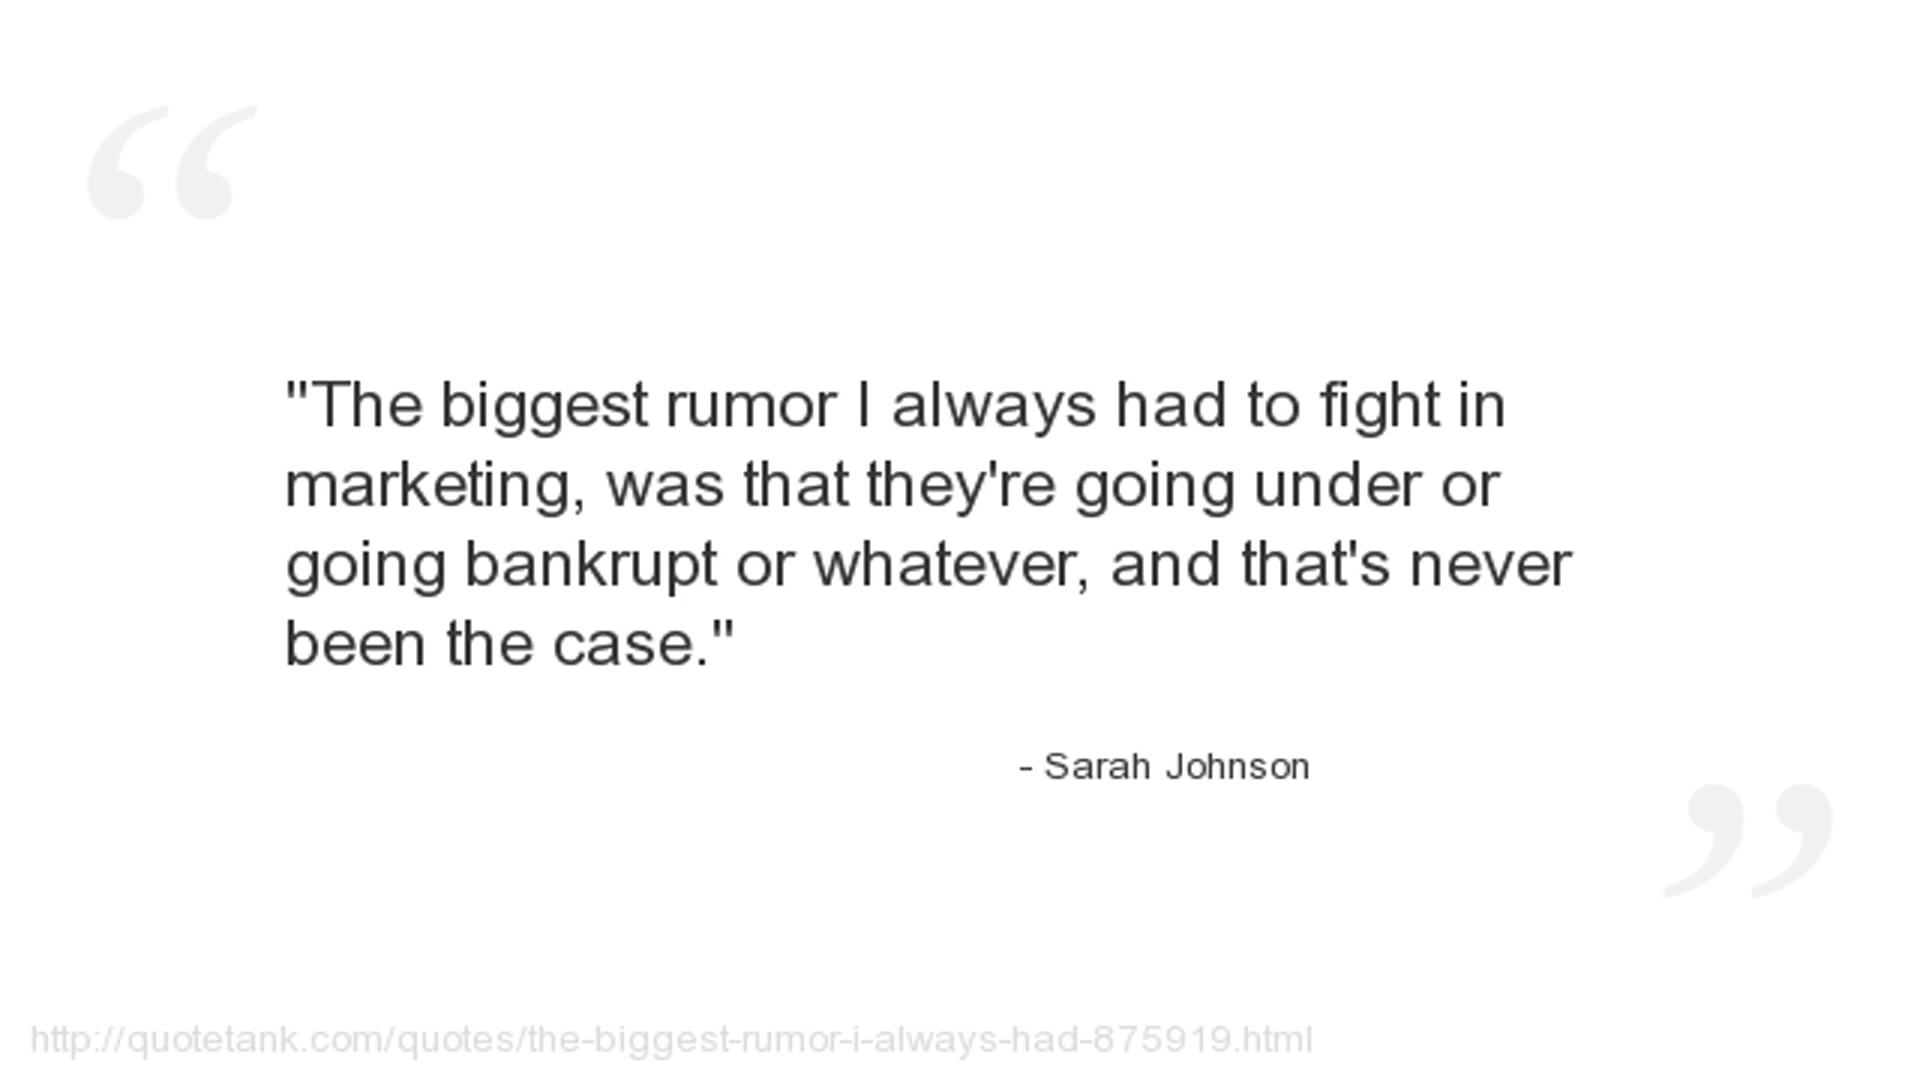 "The biggest rumor I always had to fight in
marketing, was that they're going under or
going bankrupt or whatever, and that's never
been the case."
- Sarah Johnson
http://quotetank.com/quotes/the-biggest-rumor-i-always-had-875919.html